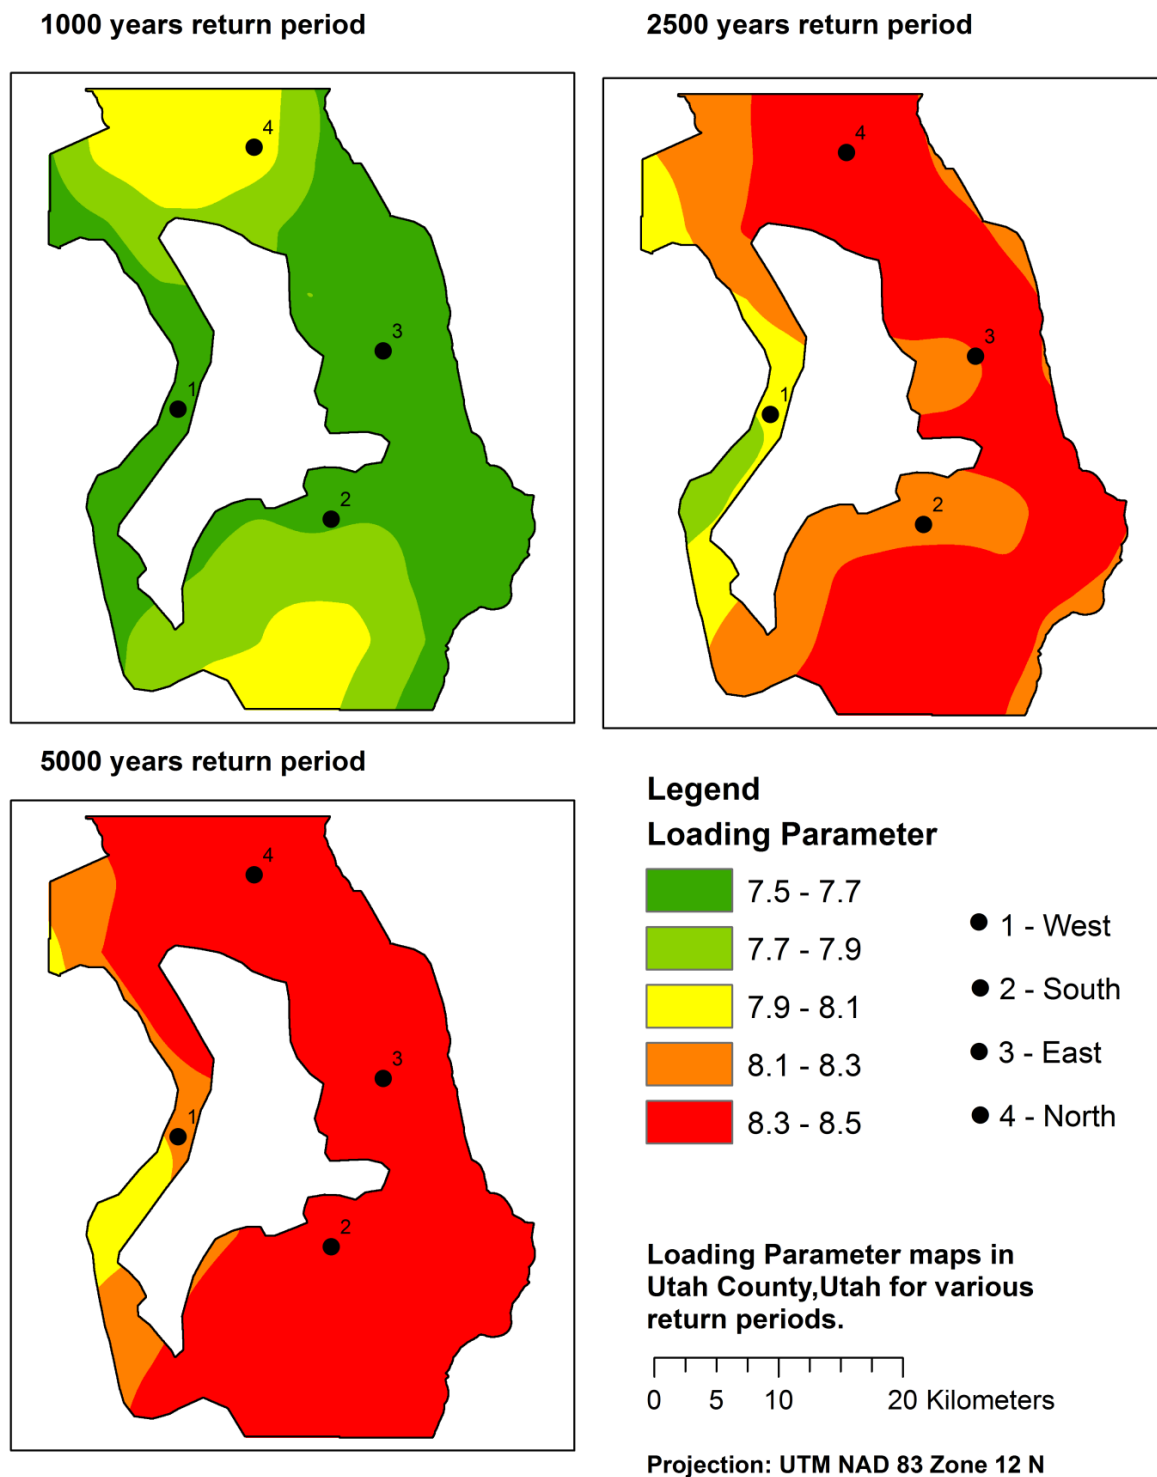 1000 years return period
2500 years return period
4
3
1
2
4
3
1
2
5000 years return period
4
3
1
2
Legend
Loading Parameter
7.5 - 7.7
7.7 - 7.9
7.9 - 8.1
8.1 - 8.3
8.3 - 8.5
1 - West
2 - South
3 - East
4 - North
Loading Parameter maps in
Utah County,Utah for various
return periods.
0 5 10 20 Kilometers
Projection: UTM NAD 83 Zone 12 N